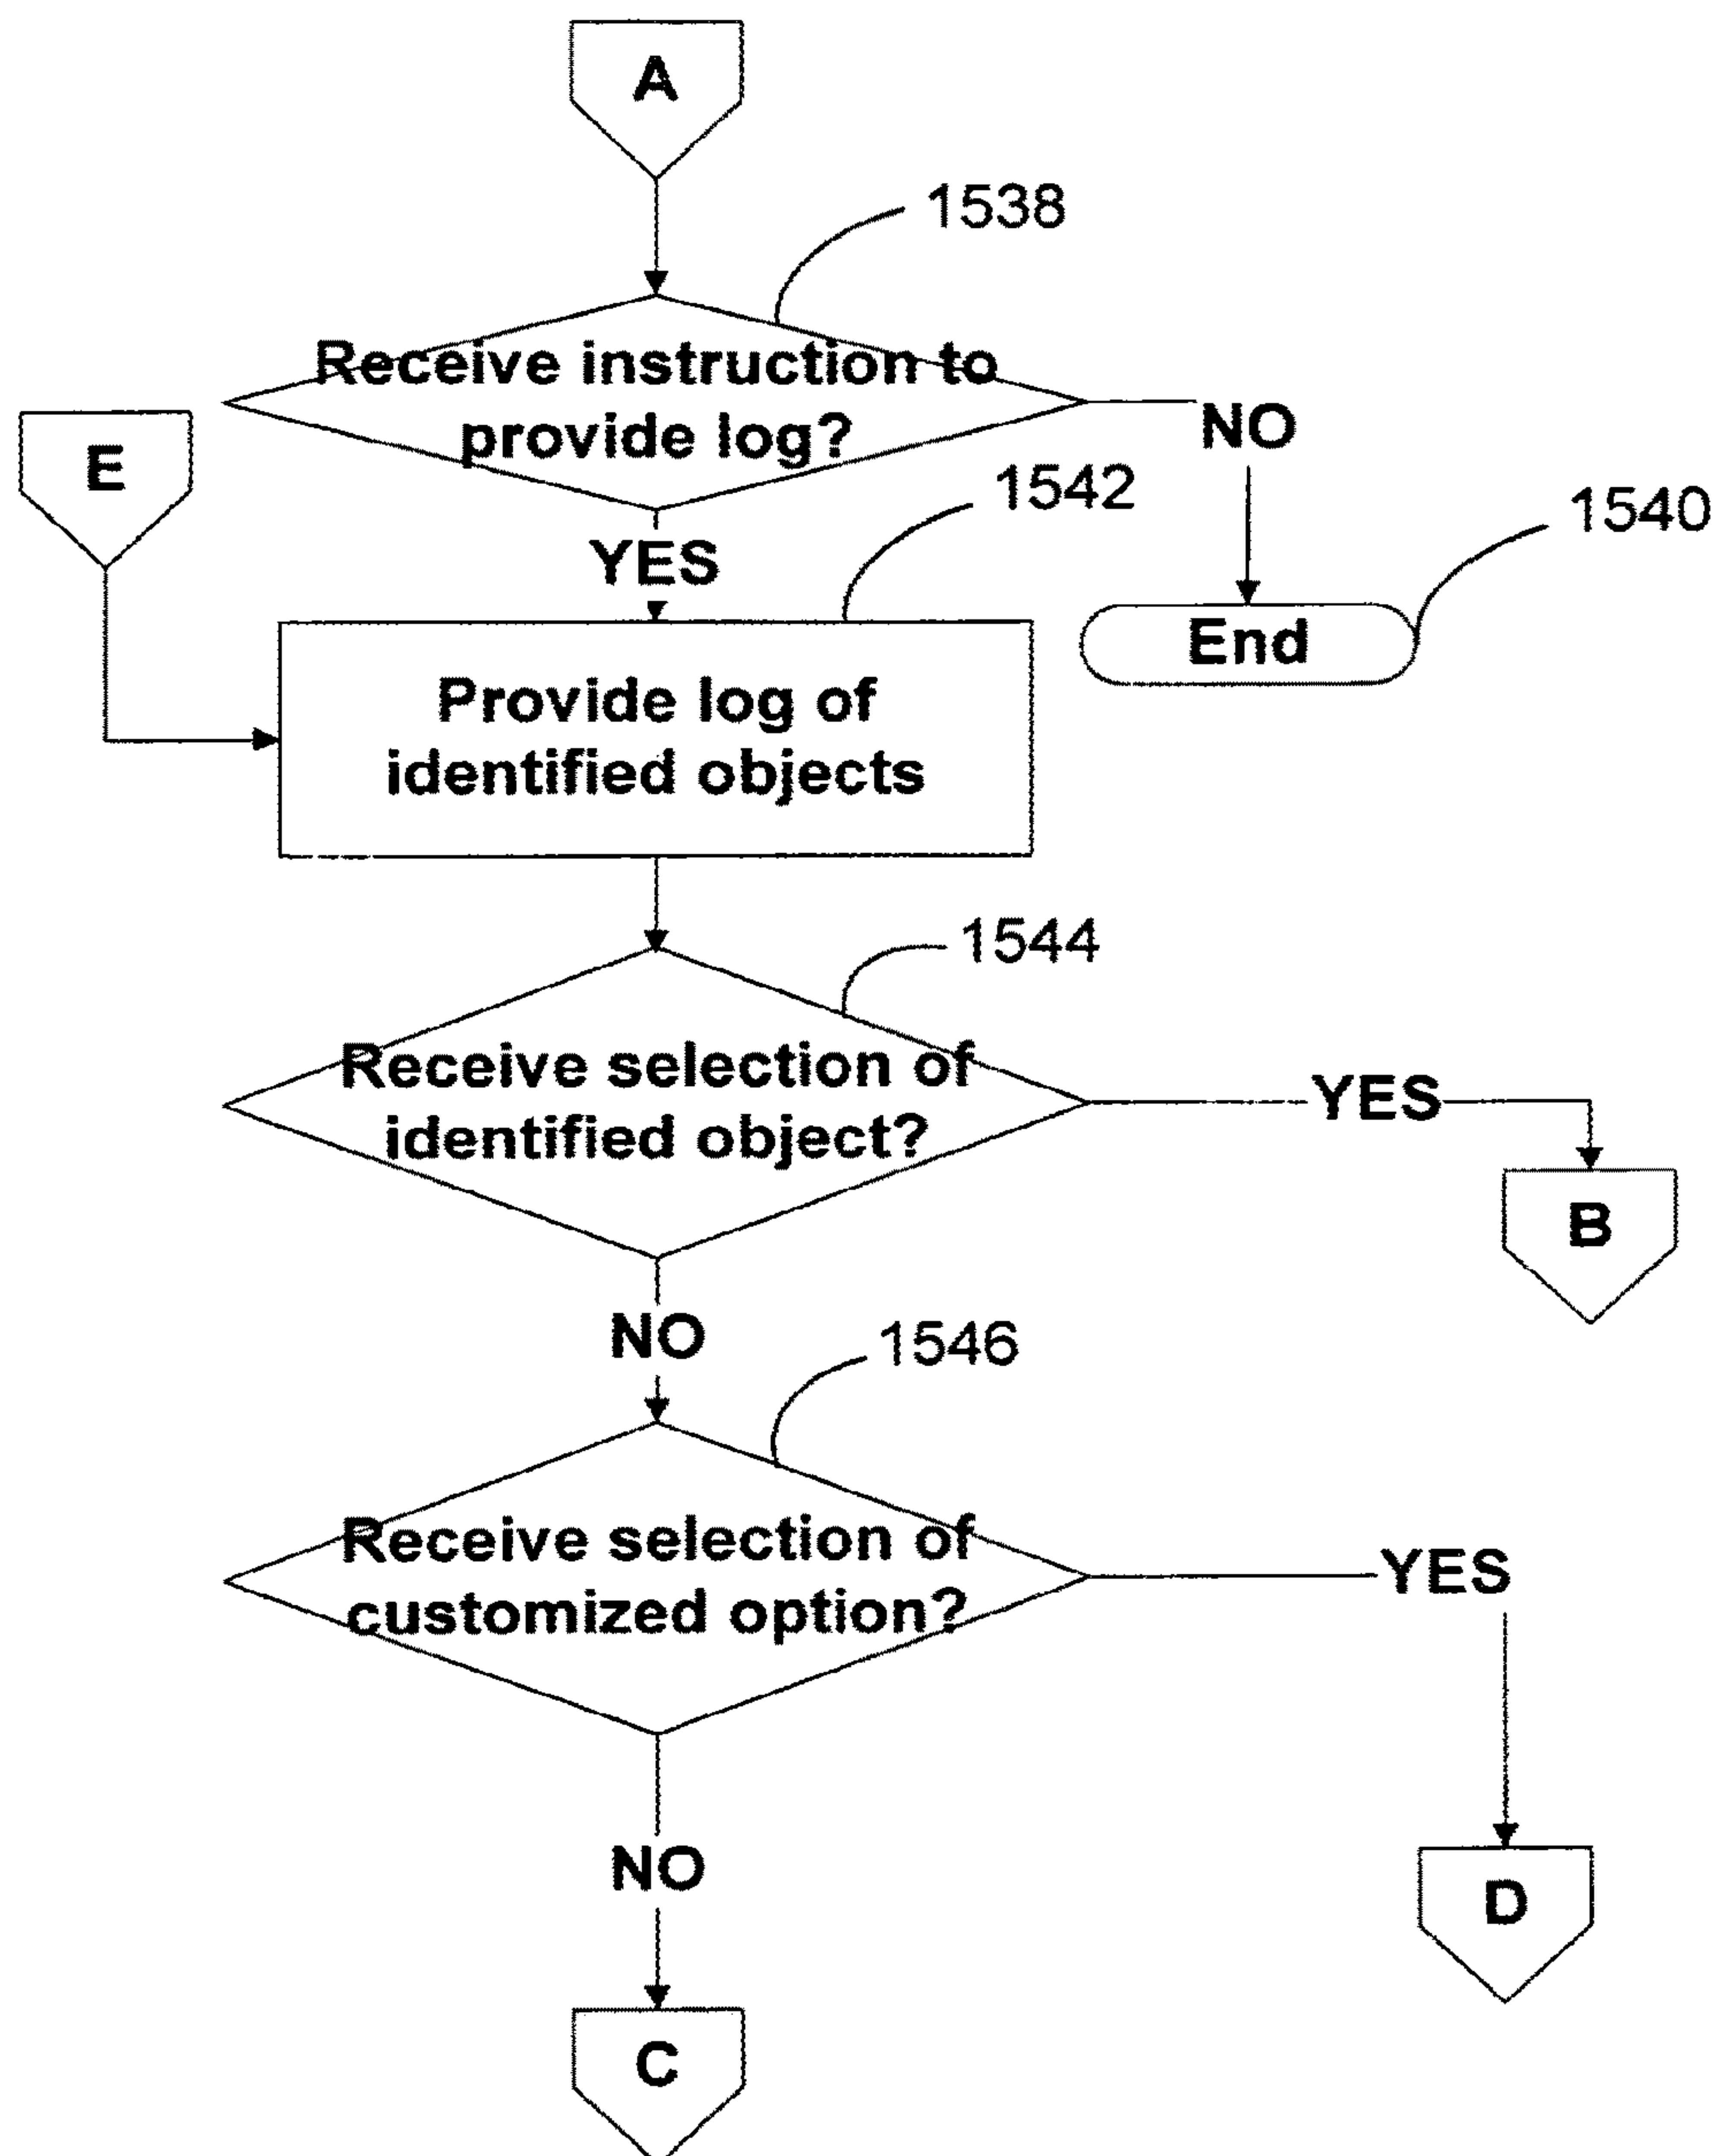 A
1538
Receive instruction to
provide log?
NO
E
1542
1540
YES
End
Provide log of
identified objects
1544
Receive selection of
identified object?
YES
B
NO
1546
Receive selection of
customized option?
YES
NO
D
C